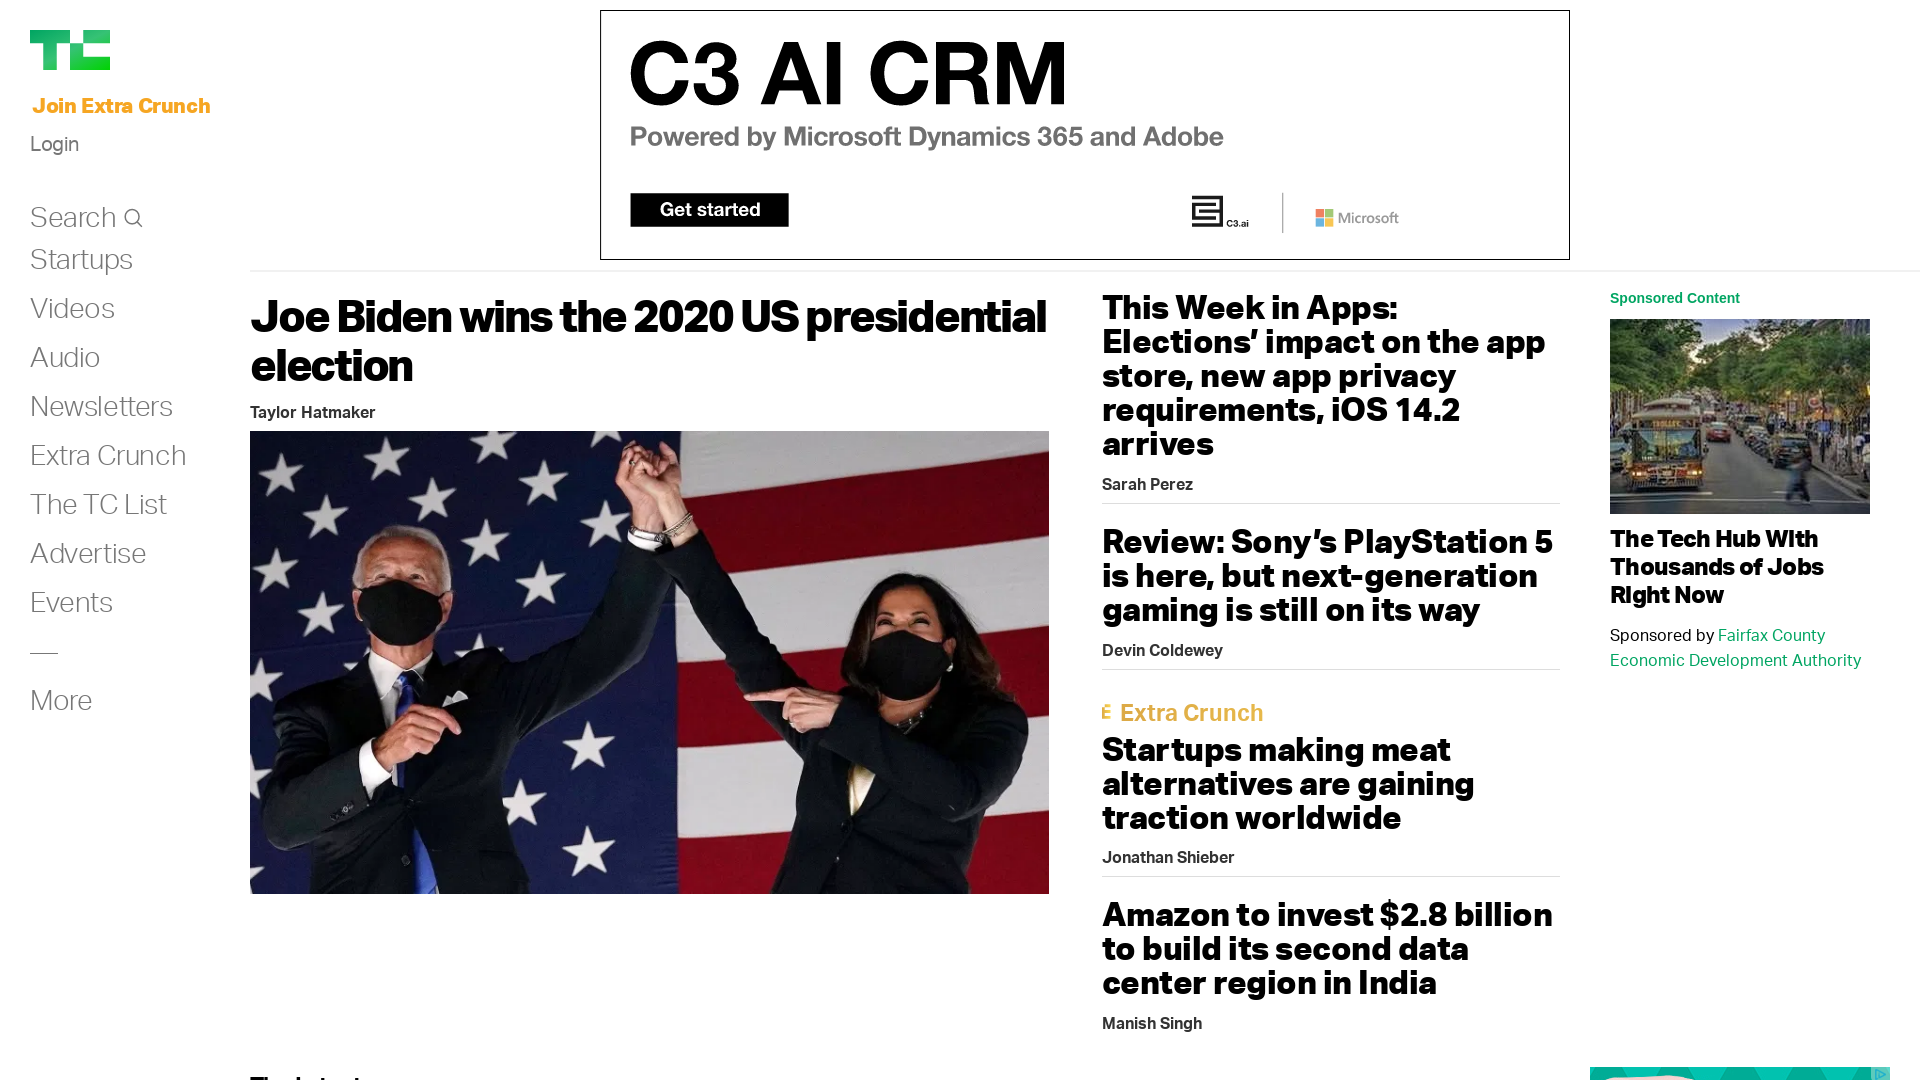 TC
Join Extra Crunch
Login
Search
Startups
Videos
Audio
Newsletters
Extra Crunch
The TC List
Advertise
Events
More
C3 AI CRM
Powered by Microsoft Dynamics 365 and Adobe
Get started
C3.ai
Microsoft
Joe Biden wins the 2020 US presidential
election
Taylor Hatmaker
This Week in Apps:
Elections’ impact on the app
store, new app privacy
requirements, iOS 14.2
arrives
Sarah Perez
Review: Sony’s PlayStation 5
is here, but next-generation
gaming is still on its way
Devin Coldewey
Extra Crunch
Startups making meat
alternatives are gaining
traction worldwide
Jonathan Shieber
Amazon to invest $2.8 billion
to build its second data
center region in India
Manish Singh
Sponsored Content
TROLLEY
The Tech Hub WIth
Thousands of Jobs
RIght Now
Sponsored by Fairfax County
Economic Development Authority